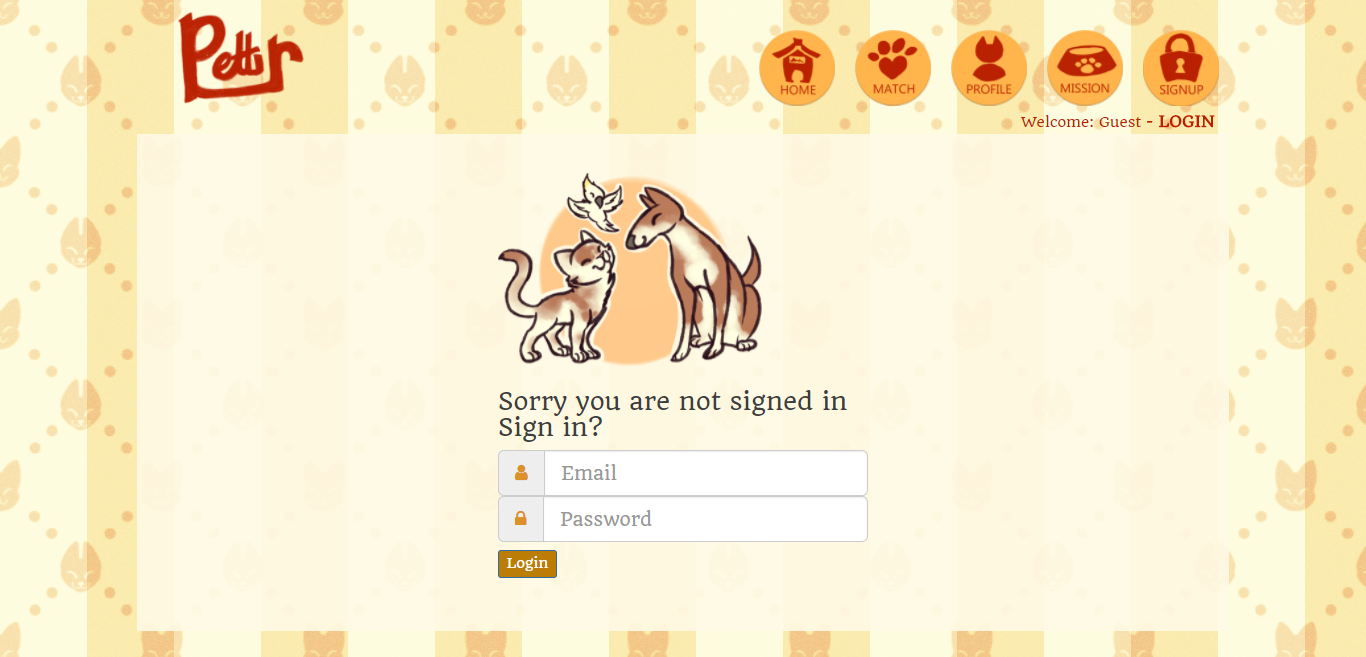 Pettr
HOME
MATCH
PROFILE
MISSION
SIGNUP
Welcome: Guest - LOGIN
Sorry you are not signed in
Sign in?
Email
Password
Login